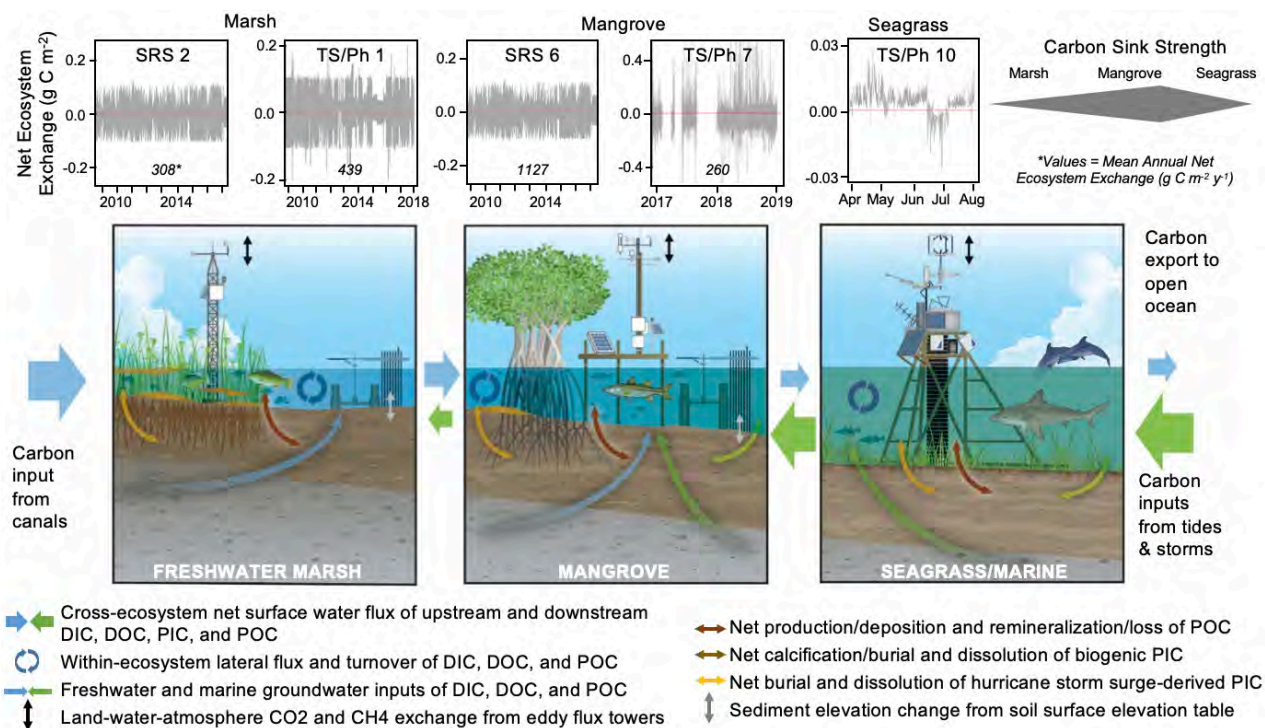 Marsh
Mangrove
Seagrass
Net Ecosystem
Exchange (g C m-2)
SRS 2
0.2
0.0
-0.2
308*
2010 2014
TS/Ph 1
0.2
0.0
-0.2
439
2010 2014 2018
SRS 6
0.2
0.0
-0.2
1127
2010 2014
TS/Ph 7
0.4
0.0
-0.4
260
2017 2018 2019
TS/Ph 10
0.03
0.00
-0.03
Apr May Jun Jul Aug
Carbon Sink Strength
Marsh Mangrove Seagrass
*Values = Mean Annual Net
Ecosystem Exchange (g C m-2 y-1)
Carbon
input
from
canals
FRESHWATER MARSH
MANGROVE
SEAGRASS/MARINE
Carbon
export to
open
ocean
Carbon
inputs
from tides
& storms
Cross-ecosystem net surface water flux of upstream and downstream
DIC, DOC, PIC, and POC
Within-ecosystem lateral flux and turnover of DIC, DOC, and POC
Freshwater and marine groundwater inputs of DIC, DOC, and POC
Land-water-atmosphere CO2 and CH4 exchange from eddy flux towers
Net production/deposition and remineralization/loss of POC
Net calcification/burial and dissolution of biogenic PIC
Net burial and dissolution of hurricane storm surge-derived PIC
Sediment elevation change from soil surface elevation table